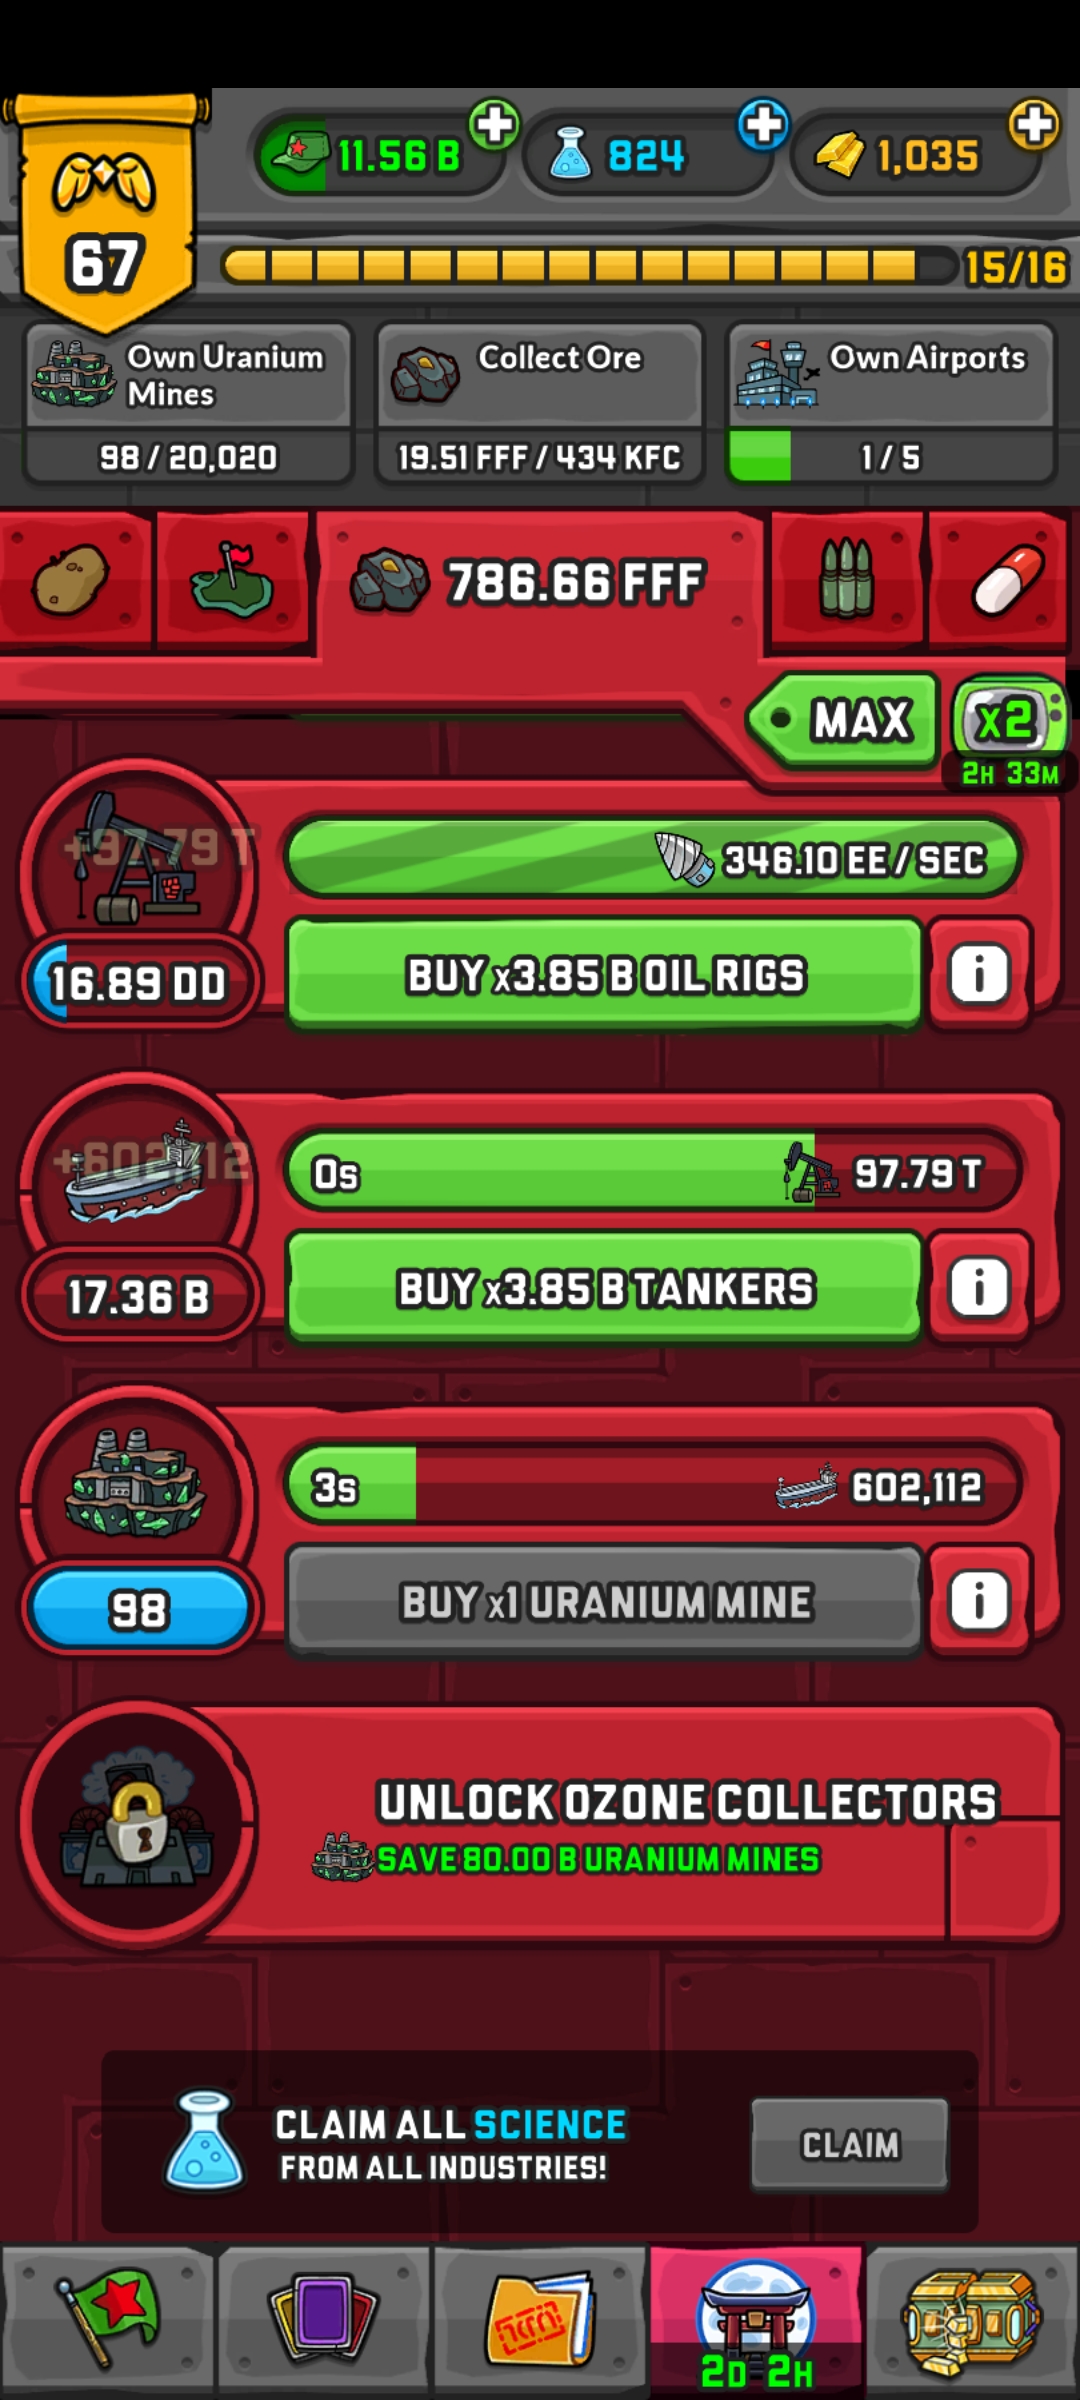 67
11.56 B
824
1,035
15/16
Own Uranium
Mines
98 / 20,020
Collect Ore
19.51 FFF / 434 KFC
Own Airports
1 / 5
786.66 FFF
MAX
x2
2H 33M
+97.79 T
346.10 EE / SEC
16.89 DD
BUY x3.85 B OIL RIGS
i
+602,112
0s
97.79 T
17.36 B
BUY x3.85 B TANKERS
i
3s
602,112
98
BUY x1 URANIUM MINE
i
UNLOCK OZONE COLLECTORS
SAVE 80.00 B URANIUM MINES
CLAIM ALL SCIENCE
FROM ALL INDUSTRIES!
CLAIM
2D 2H